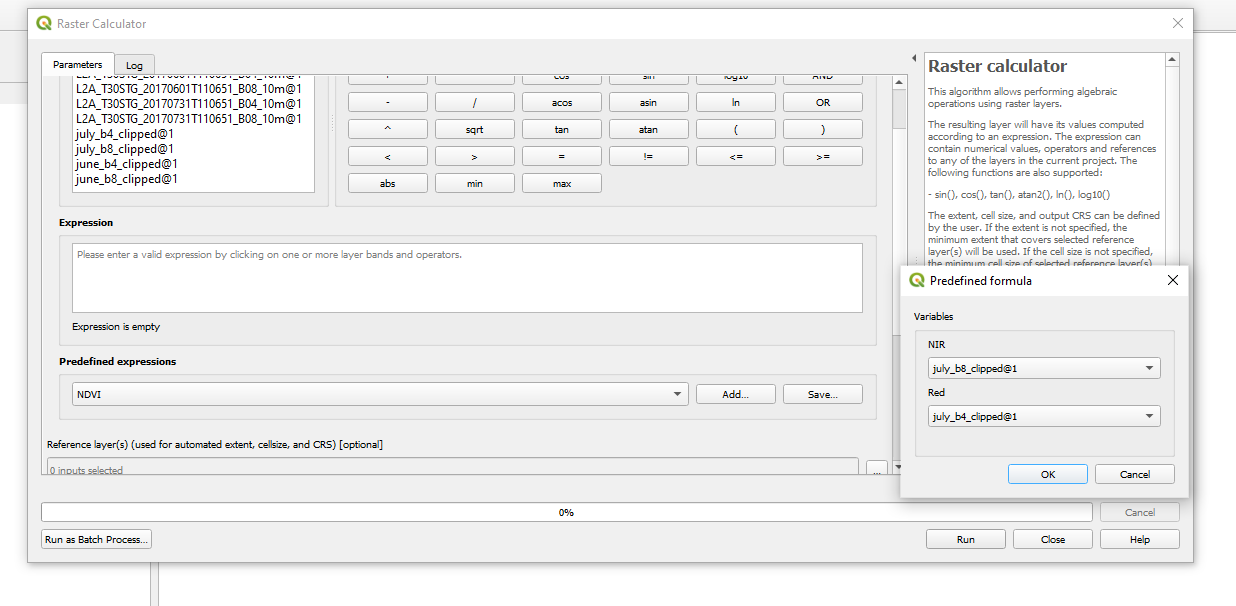 Raster Calculator
Parameters
Log
L2A_T30STG_20170601T110651_B04_10m@1
L2A_T30STG_20170601T110651_B08_10m@1
L2A_T30STG_20170731T110651_B04_10m@1
L2A_T30STG_20170731T110651_B08_10m@1
july_b4_clipped@1
july_b8_clipped@1
june_b4_clipped@1
june_b8_clipped@1
cos sin log10 AND
- / acos asin ln OR
^ sqrt tan atan ( )
< > = != <= >=
abs min max
Expression
Please enter a valid expression by clicking on one or more layer bands and operators.
Expression is empty
Predefined expressions
NDVI
Add...
Save...
Reference layer(s) (used for automated extent, cellsize, and CRS) [optional]
0 inputs selected
...
0%
Cancel
Run as Batch Process...
Run
Close
Help
Raster calculator
This algorithm allows performing algebraic
operations using raster layers.
The resulting layer will have its values computed
according to an expression. The expression can
contain numerical values, operators and references
to any of the layers in the current project. The
following functions are also supported:
- sin(), cos(), tan(), atan2(), ln(), log10()
The extent, cell size, and output CRS can be defined
by the user. If the extent is not specified, the
minimum extent that covers selected reference
layer(s) will be used. If the cell size is not specified,
the minimum cell size of selected reference layer(s)
Predefined formula
Variables
NIR
july_b8_clipped@1
Red
july_b4_clipped@1
OK
Cancel